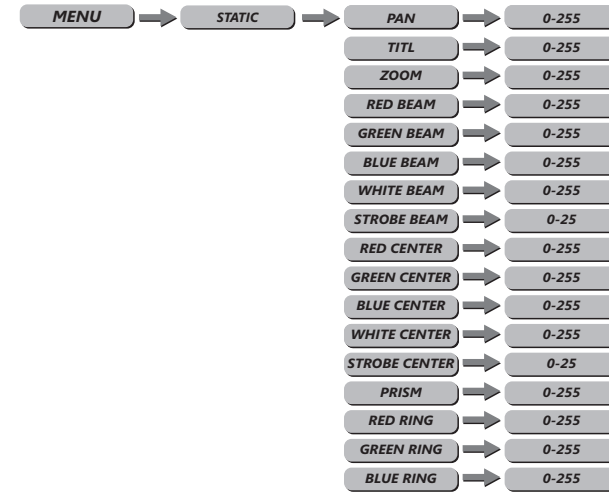 MENU STATIC PAN 0-255
TITL 0-255
ZOOM 0-255
RED BEAM 0-255
GREEN BEAM 0-255
BLUE BEAM 0-255
WHITE BEAM 0-255
STROBE BEAM 0-25
RED CENTER 0-255
GREEN CENTER 0-255
BLUE CENTER 0-255
WHITE CENTER 0-255
STROBE CENTER 0-25
PRISM 0-255
RED RING 0-255
GREEN RING 0-255
BLUE RING 0-255